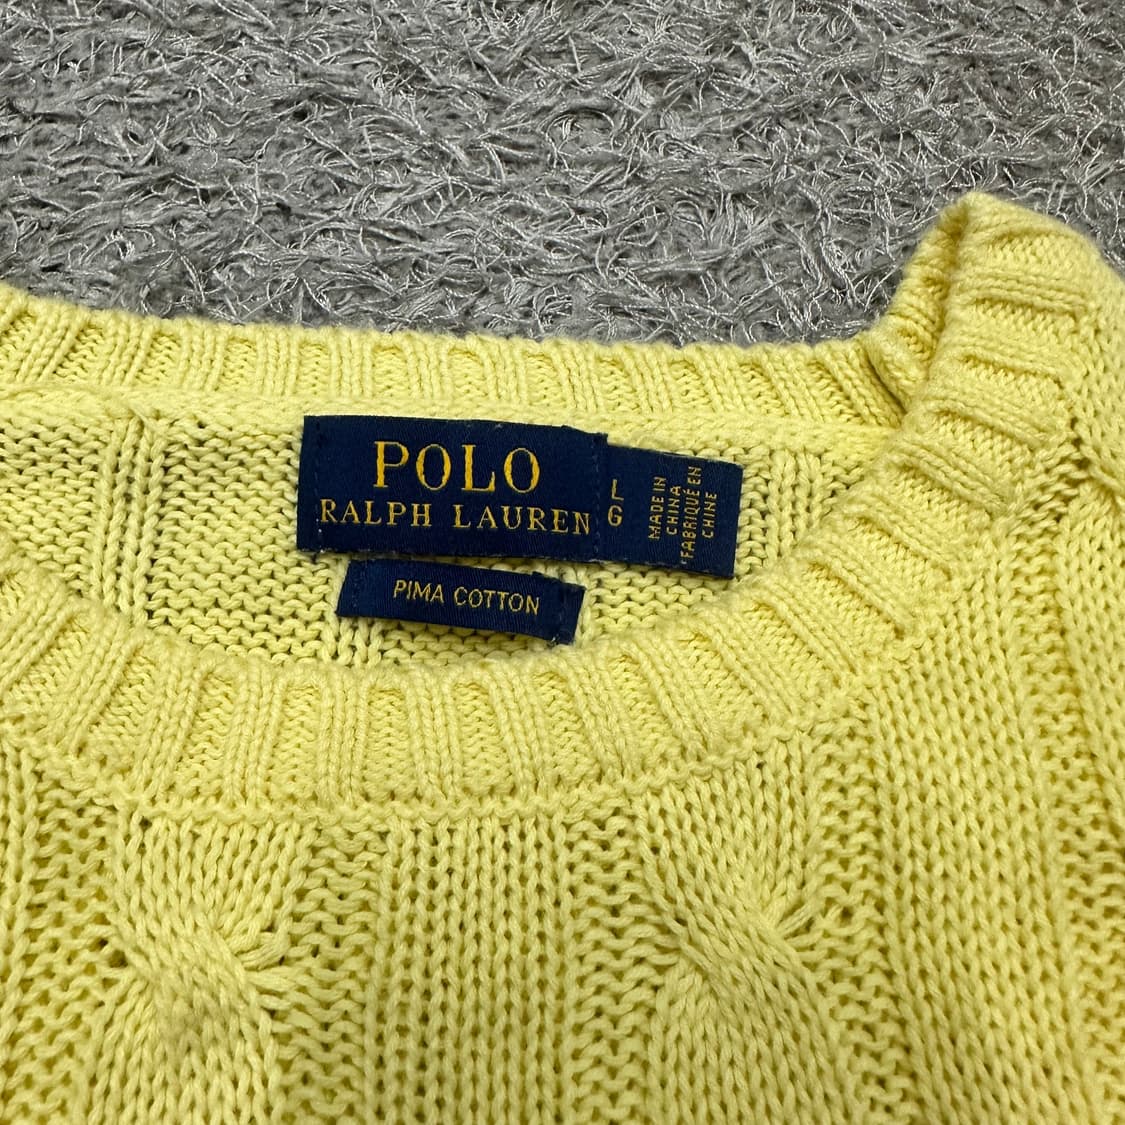 POLO
RALPH LAUREN
L
G
MADE IN
CHINA
FABRIQUÉ EN
CHINE
PIMA COTTON